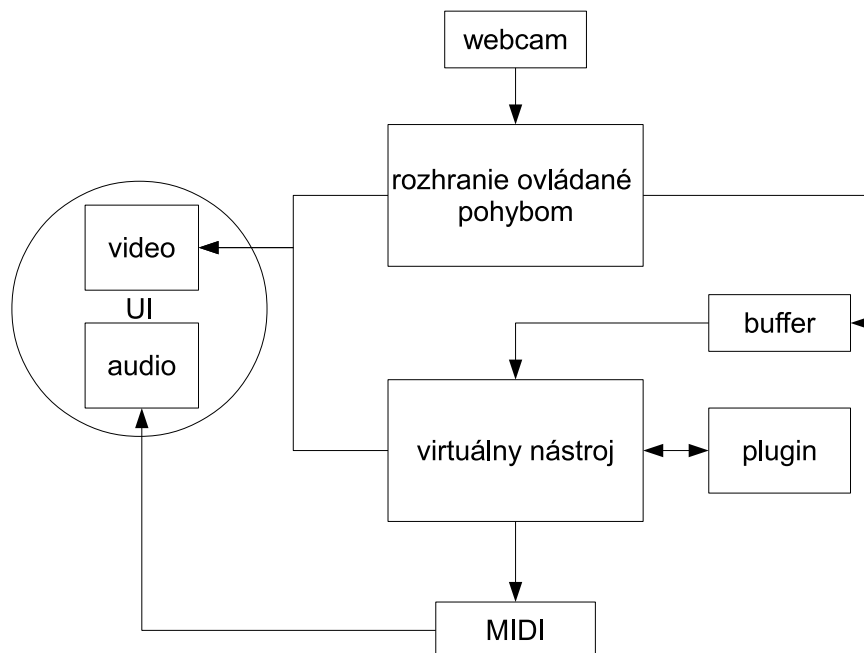 webcam
rozhranie ovládané
pohybom
video
UI
audio
buffer
virtuálny nástroj
plugin
MIDI